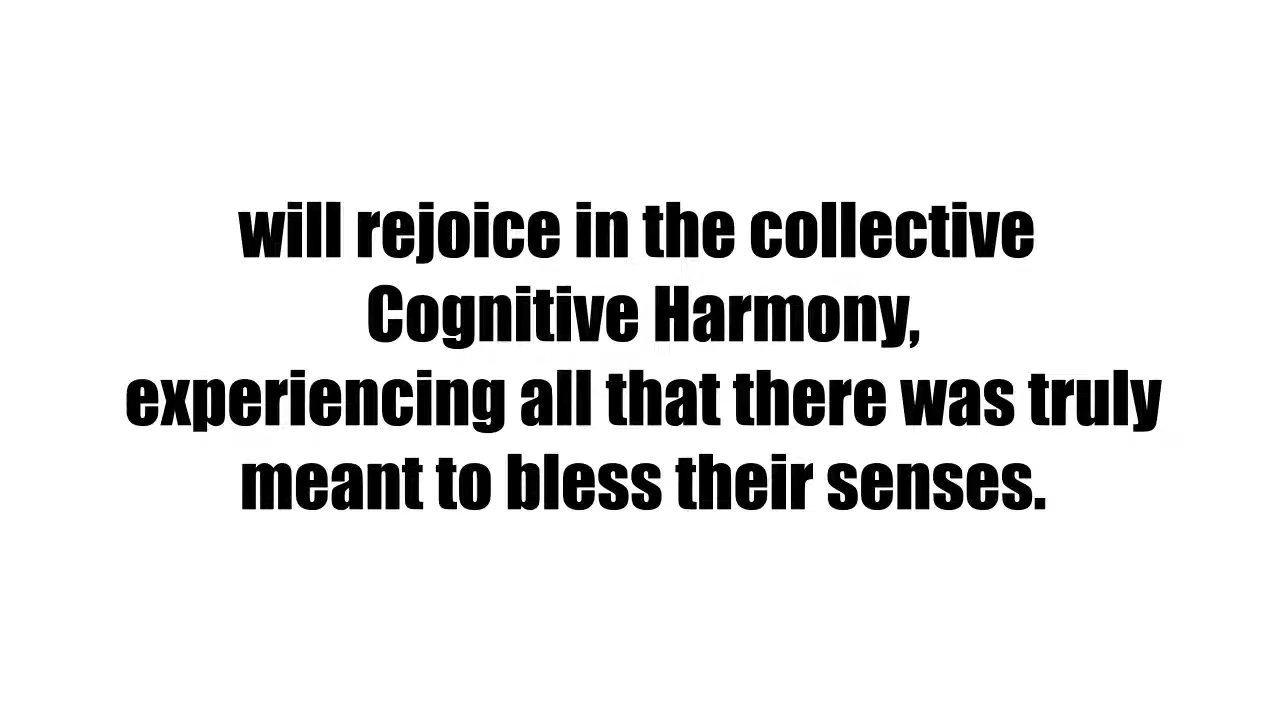 will rejoice in the collective
Cognitive Harmony,
experiencing all that there was truly
meant to bless their senses.